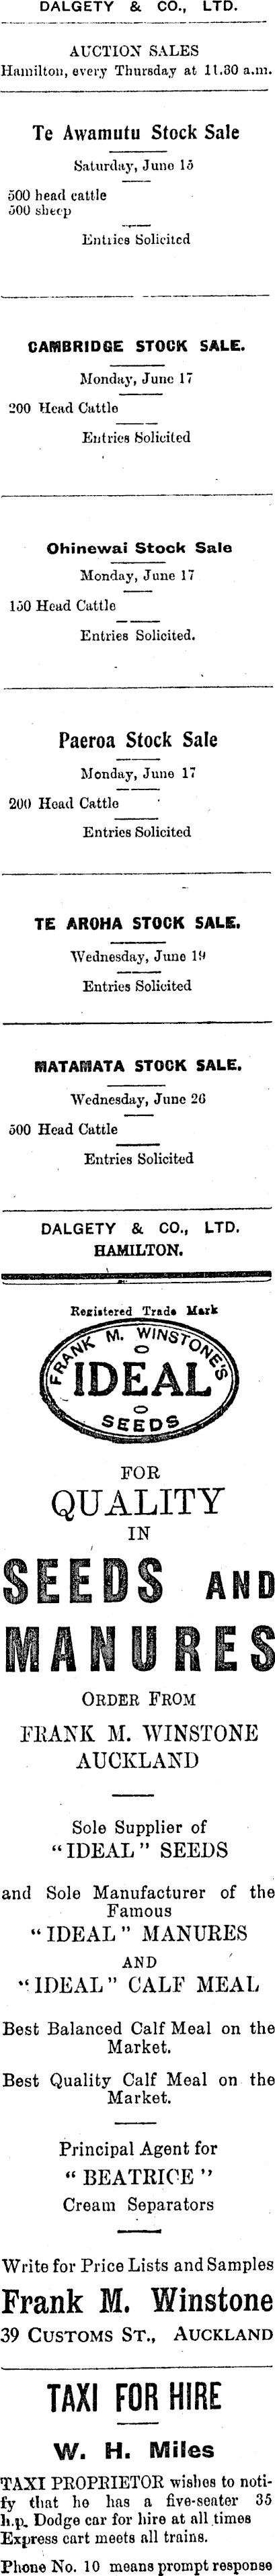 DALGETY & CO., LTD.
AUCTION SALES
Hamilton, every Thursday at 11.30 a.m.
Te Awamutu Stock Sale
Saturday, June 15
500 head cattle
500 sheep
Entries Solicited
CAMBRIDGE STOCK SALE.
Monday, June 17
200 Head Cattle
Entries Solicited
Ohinewai Stock Sale
Monday, June 17
150 Head Cattle
Entries Solicited.
Paeroa Stock Sale
Monday, June 17
200 Head Cattle
Entries Solicited
TE AROHA STOCK SALE.
Wednesday, June 19
Entries Solicited
MATAMATA STOCK SALE.
Wednesday, June 26
500 Head Cattle
Entries Solicited
DALGETY & CO., LTD.
HAMILTON.
Registered Trade Mark
FRANK M. WINSTONE'S
IDEAL
SEEDS
FOR
QUALITY
IN
SEEDS AND
MANURES
ORDER FROM
FRANK M. WINSTONE
AUCKLAND
Sole Supplier of
"IDEAL" SEEDS
and Sole Manufacturer of the
Famous
"IDEAL" MANURES
AND
"IDEAL" CALF MEAL
Best Balanced Calf Meal on the
Market.
Best Quality Calf Meal on the
Market.
Principal Agent for
"BEATRICE"
Cream Separators
Write for Price Lists and Samples
Frank M. Winstone
39 CUSTOMS ST., AUCKLAND
TAXI FOR HIRE
W. H. Miles
TAXI PROPRIETOR wishes to noti-
fy that he has a five-seater 35
h.p. Dodge car for hire at all times
Express cart meets all trains.
Phone No. 10 means prompt response